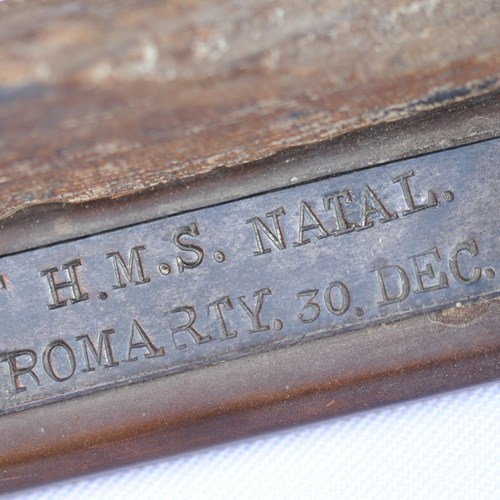 T H.M.S. NATAL.
ROMARTY. 30. DEC.